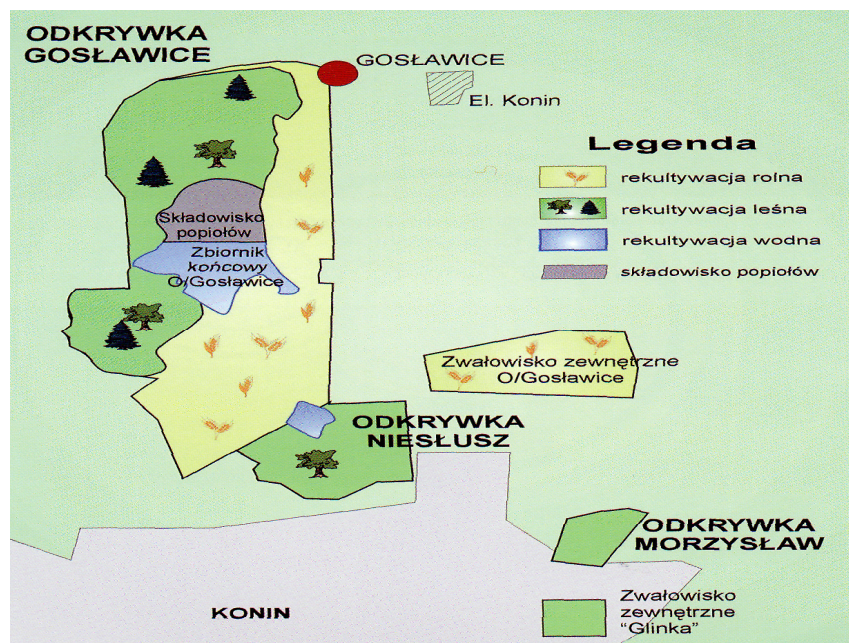 ODKRYWKA
GOSŁAWICE
GOSŁAWICE
El. Konin
Legenda
rekultywacja rolna
rekultywacja leśna
rekultywacja wodna
składowisko popiołów
Składowisko
popiołów
Zbiornik
końcowy
O/Gosławice
Zwałowisko zewnętrzne
O/Gosławice
ODKRYWKA
NIESŁUSZ
ODKRYWKA
MORZYSŁAW
KONIN
Zwałowisko
zewnętrzne
"Glinka"